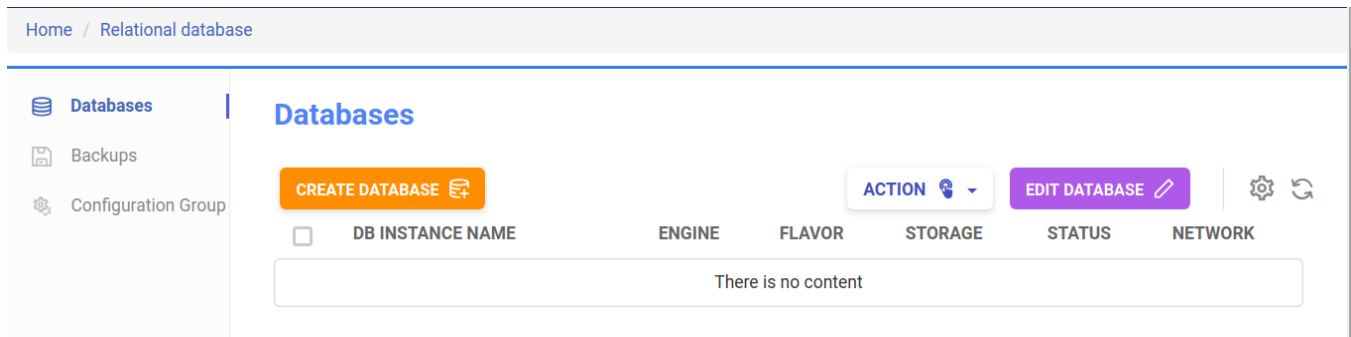 Home / Relational database
Databases
Backups
Configuration Group
Databases
CREATE DATABASE
ACTION
EDIT DATABASE
DB INSTANCE NAME ENGINE FLAVOR STORAGE STATUS NETWORK
There is no content